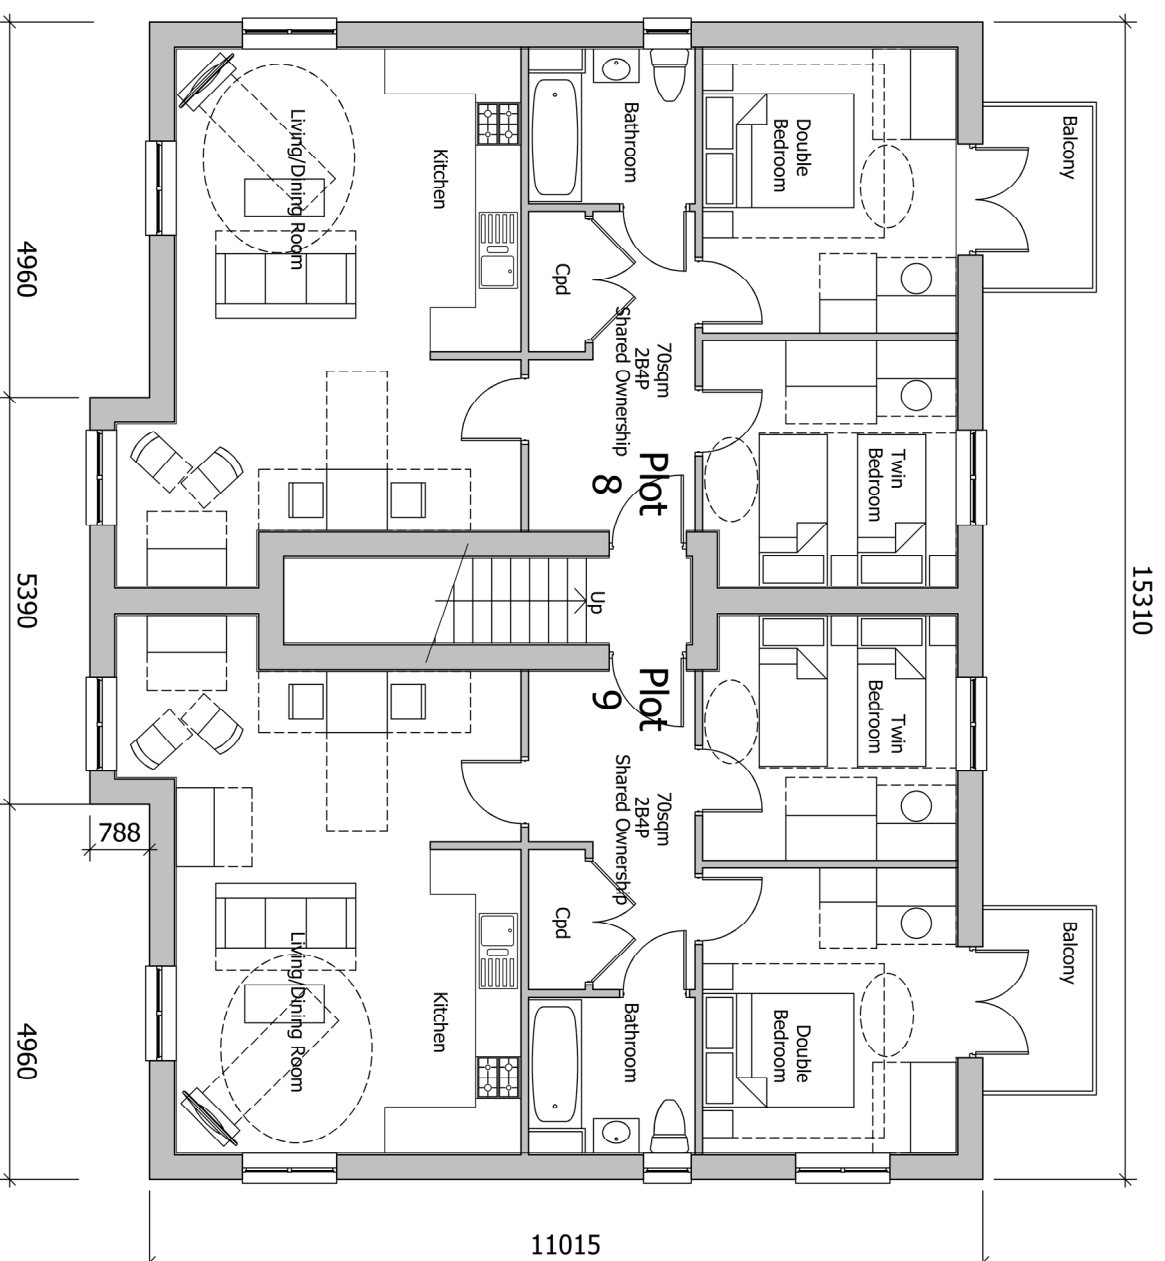 Living/Dining Room
Kitchen
Bathroom
Double
Bedroom
Balcony
Cpd
70sqm
2B4P
Shared Ownership
Plot
8
Twin
Bedroom
Up
Plot
9
70sqm
2B4P
Shared Ownership
Twin
Bedroom
Cpd
Living/Dining Room
Kitchen
Bathroom
Double
Bedroom
Balcony
4960
5390
4960
788
15310
11015